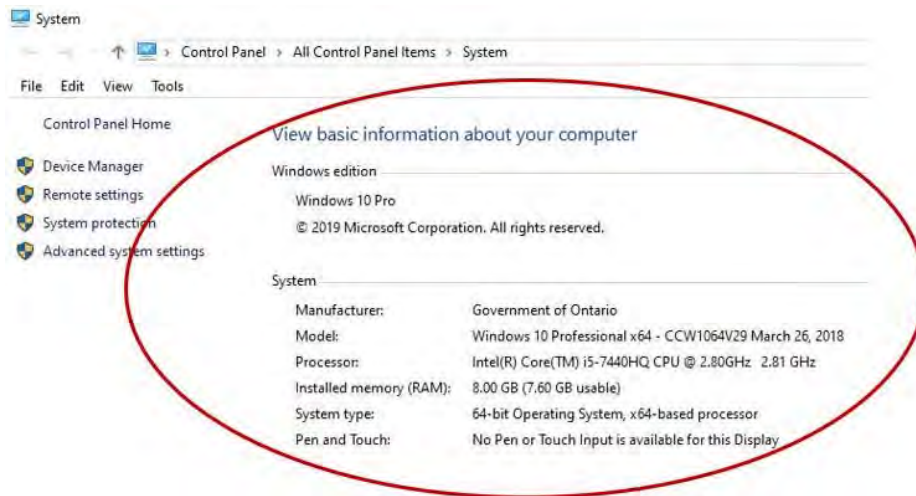 System
Control Panel > All Control Panel Items > System
File Edit View Tools
Control Panel Home
Device Manager
Remote settings
System protection
Advanced system settings
View basic information about your computer
Windows edition
Windows 10 Pro
© 2019 Microsoft Corporation. All rights reserved.
System
Manufacturer: Government of Ontario
Model: Windows 10 Professional x64 - CCW1064V29 March 26, 2018
Processor: Intel(R) Core(TM) i5-7440HQ CPU @ 2.80GHz 2.81 GHz
Installed memory (RAM): 8.00 GB (7.60 GB usable)
System type: 64-bit Operating System, x64-based processor
Pen and Touch: No Pen or Touch Input is available for this Display